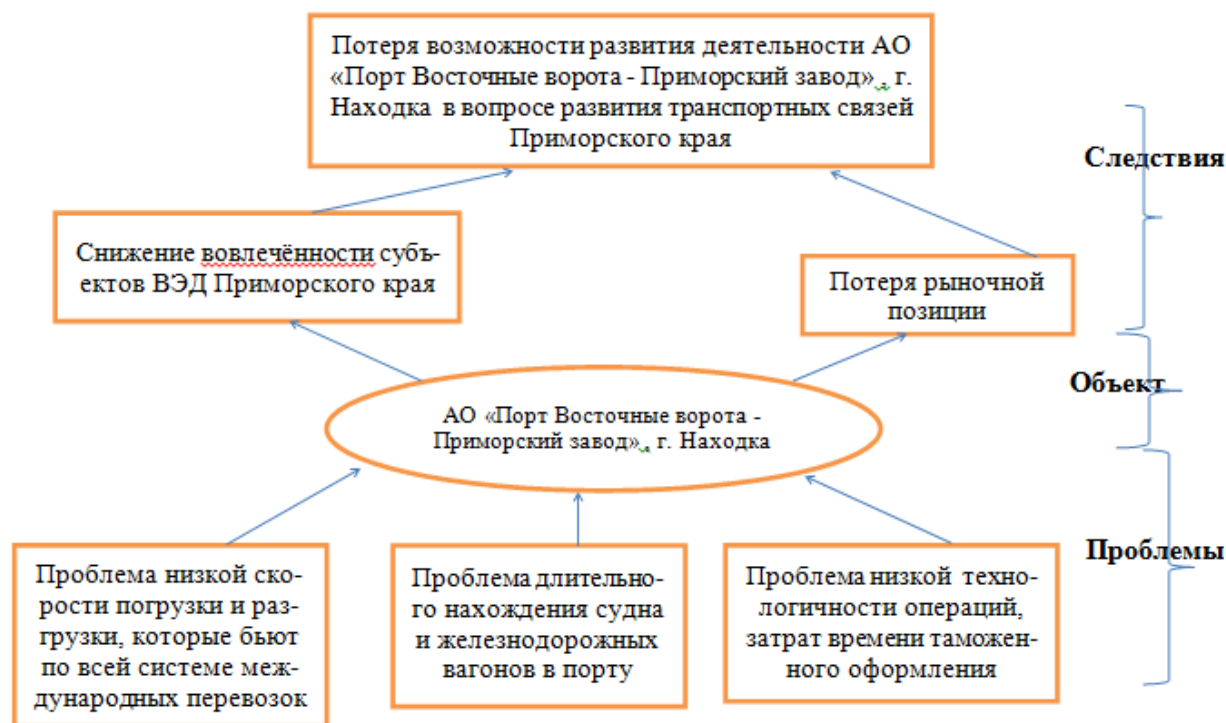 Потеря возможности развития деятельности АО
«Порт Восточные ворота - Приморский завод» , г.
Находка в вопросе развития транспортных связей
Приморского края
Следствия
Снижение вовлечённости субъ-
ектов ВЭД Приморского края
Потеря рыночной
позиции
Объект
АО «Порт Восточные ворота -
Приморский завод» , г. Находка
Проблемы
Проблема низкой ско-
рости погрузки и раз-
грузки, которые бьют
по всей системе меж-
дународных перевозок
Проблема длительно-
го нахождения судна
и железнодорожных
вагонов в порту
Проблема низкой техно-
логичности операций,
затрат времени таможен-
ного оформления